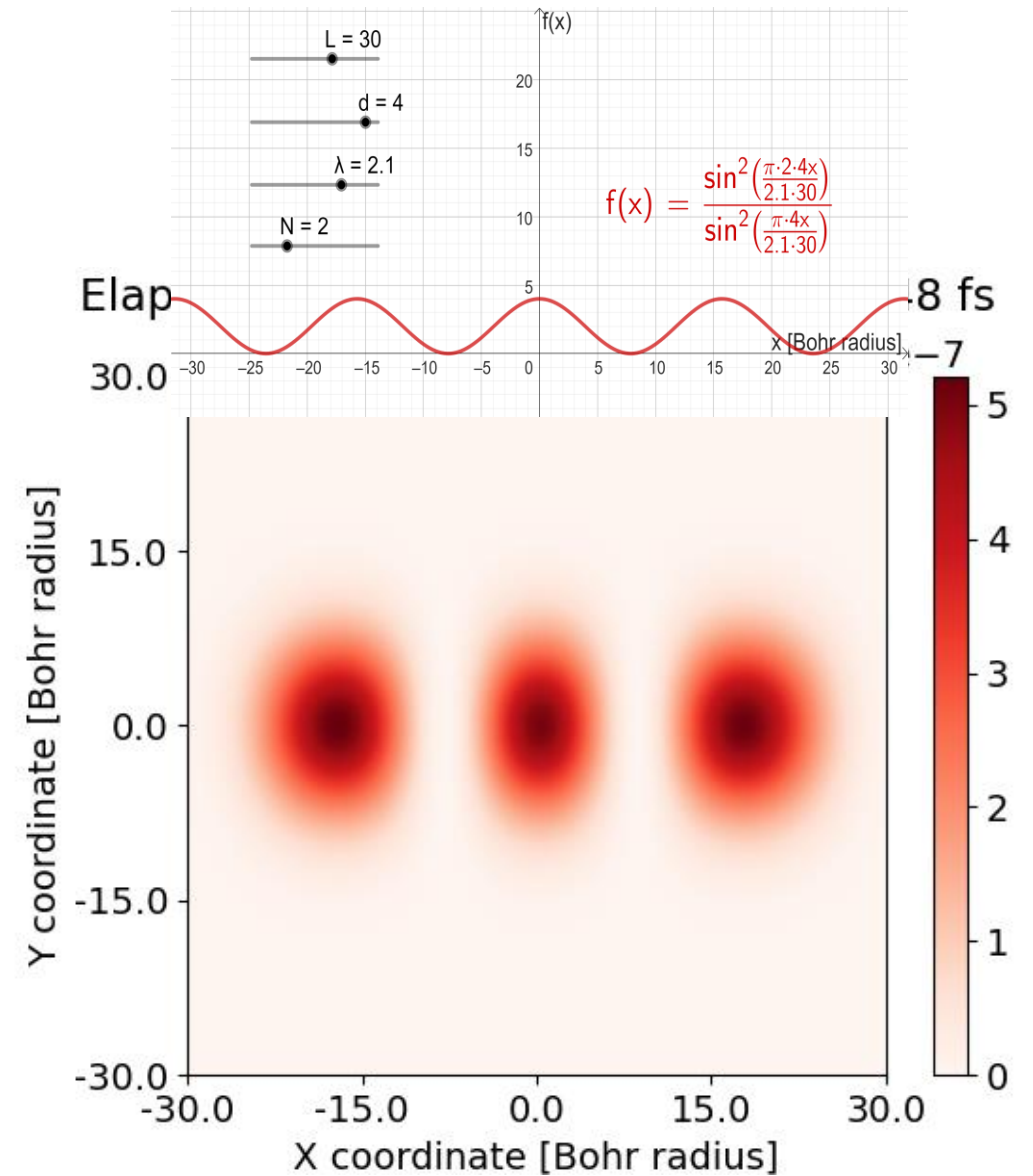 f(x)
L = 30
20
d = 4
15
λ = 2.1
f(x) = sin²(π·2·4x/2.1·30)/sin²(π·4x/2.1·30)
10
N = 2
5
Elap
8 fs
x [Bohr radius]
−30 −25 −20 −15 −10 −5 0 5 10 15 20 25 30
−7
30.0
15.0
0.0
-15.0
-30.0
Y coordinate [Bohr radius]
5
4
3
2
1
0
-30.0 -15.0 0.0 15.0 30.0
X coordinate [Bohr radius]